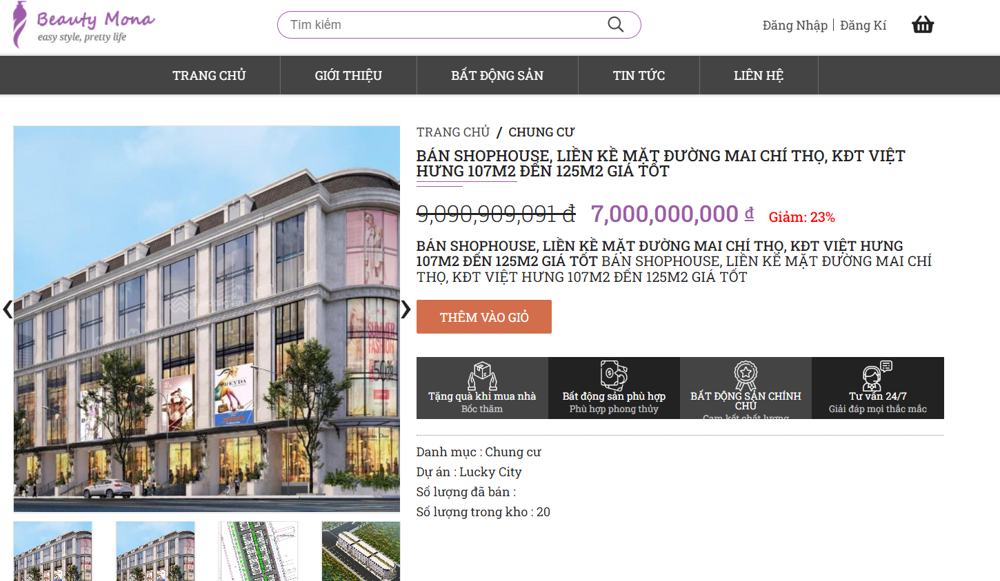 Beauty Mona
easy style, pretty life
Tìm kiếm
Đăng Nhập | Đăng Kí
TRANG CHỦ
GIỚI THIỆU
BẤT ĐỘNG SẢN
TIN TỨC
LIÊN HỆ
TRANG CHỦ / CHUNG CƯ
BÁN SHOPHOUSE, LIỀN KỀ MẶT ĐƯỜNG MAI CHÍ THỌ, KĐT VIỆT
HƯNG 107M2 ĐẾN 125M2 GIÁ TỐT
9,090,909,091 đ 7,000,000,000 đ Giảm: 23%
BÁN SHOPHOUSE, LIỀN KỀ MẶT ĐƯỜNG MAI CHÍ THỌ, KĐT VIỆT HƯNG
107M2 ĐẾN 125M2 GIÁ TỐT BÁN SHOPHOUSE, LIỀN KỀ MẶT ĐƯỜNG MAI CHÍ
THỌ, KĐT VIỆT HƯNG 107M2 ĐẾN 125M2 GIÁ TỐT
THÊM VÀO GIỎ
Tặng quà khi mua nhà
Bốc thăm
Bất động sản phù hợp
Phù hợp phong thủy
BẤT ĐỘNG SẢN CHÍNH
CHỦ
Cam kết chất lượng
Tư vấn 24/7
Giải đáp mọi thắc mắc
Danh mục : Chung cư
Dự án : Lucky City
Số lượng đã bán :
Số lượng trong kho : 20
SUMMER
FASHION
50%
FREYDA